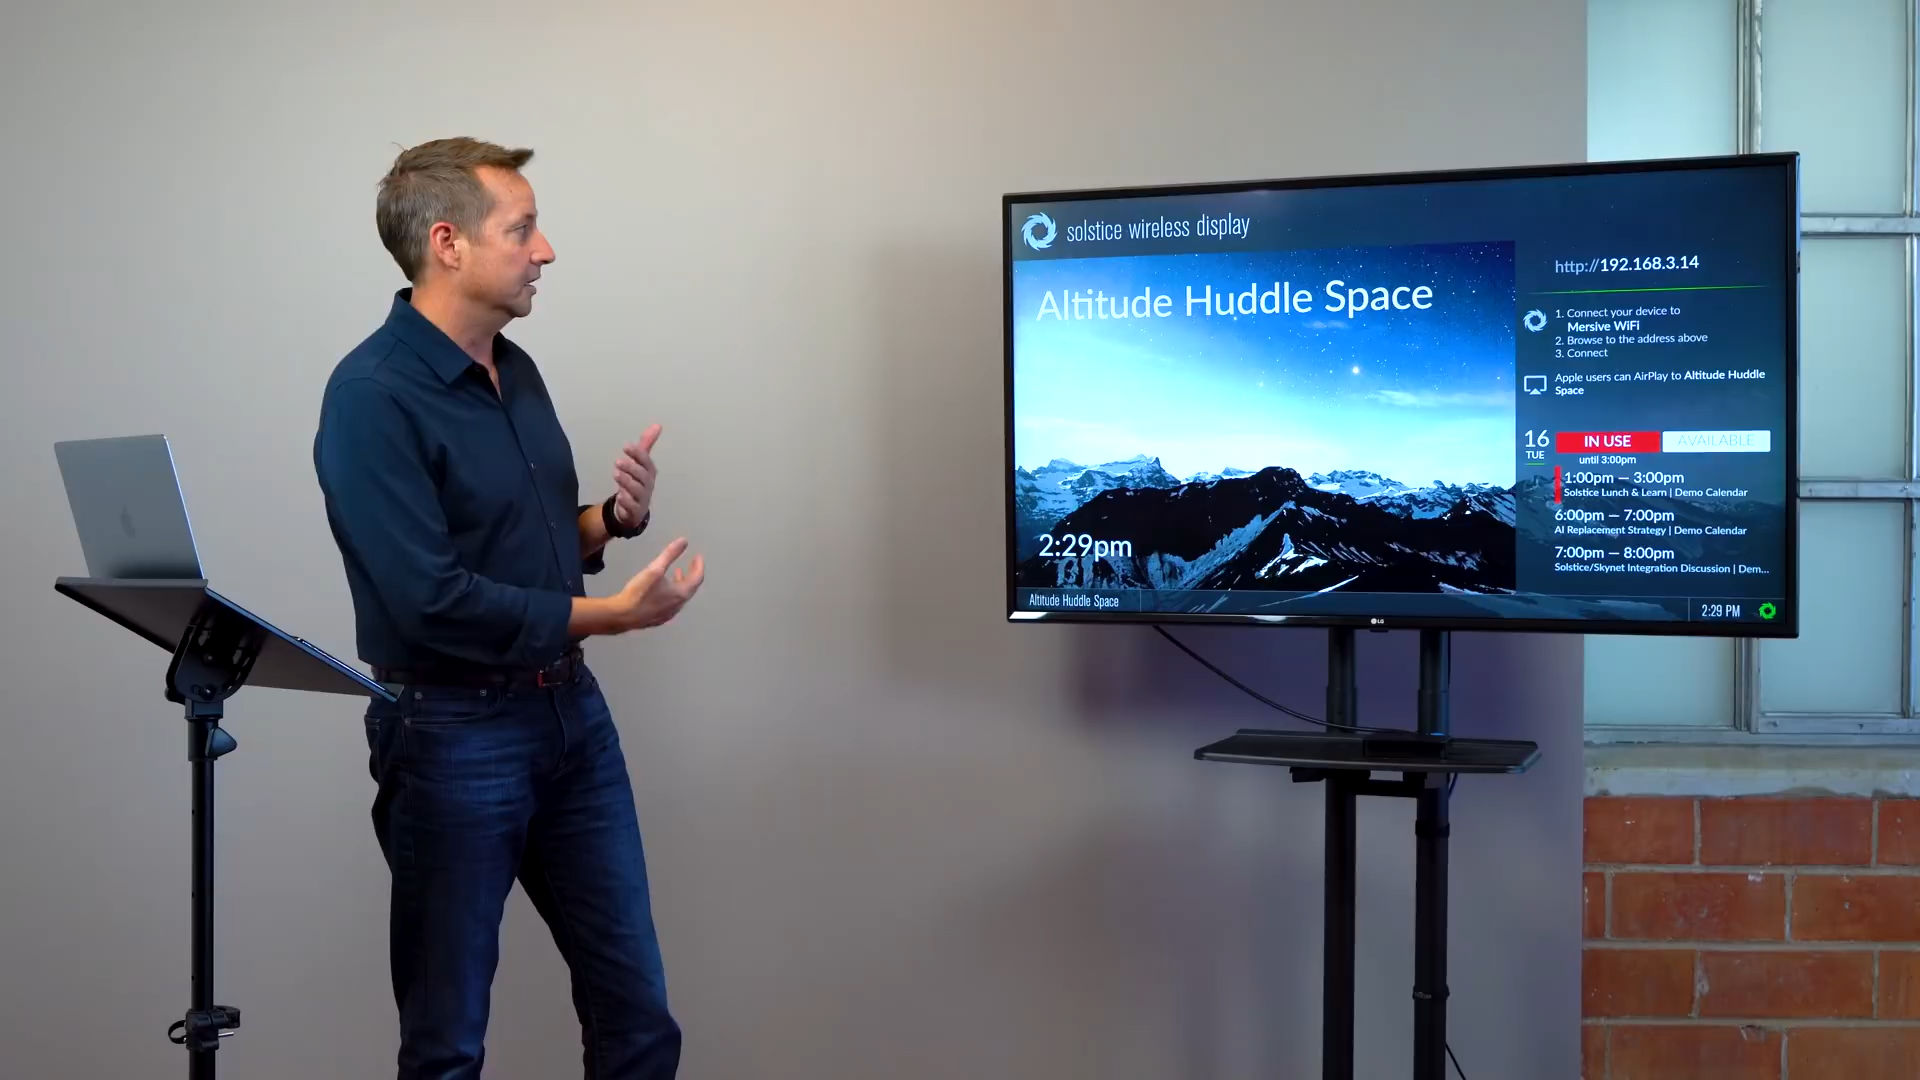 solstice wireless display
Altitude Huddle Space
2:29pm
Altitude Huddle Space
http://192.168.3.14
1. Connect your device to
Mersive WiFi
2. Browse to the address above
3. Connect
Apple users can AirPlay to Altitude Huddle
Space
16
TUE
IN USE
AVAILABLE
until 3:00pm
1:00pm — 3:00pm
Solstice Lunch & Learn | Demo Calendar
6:00pm — 7:00pm
AI Replacement Strategy | Demo Calendar
7:00pm — 8:00pm
Solstice/Skynet Integration Discussion | Dem...
2:29 PM
LG